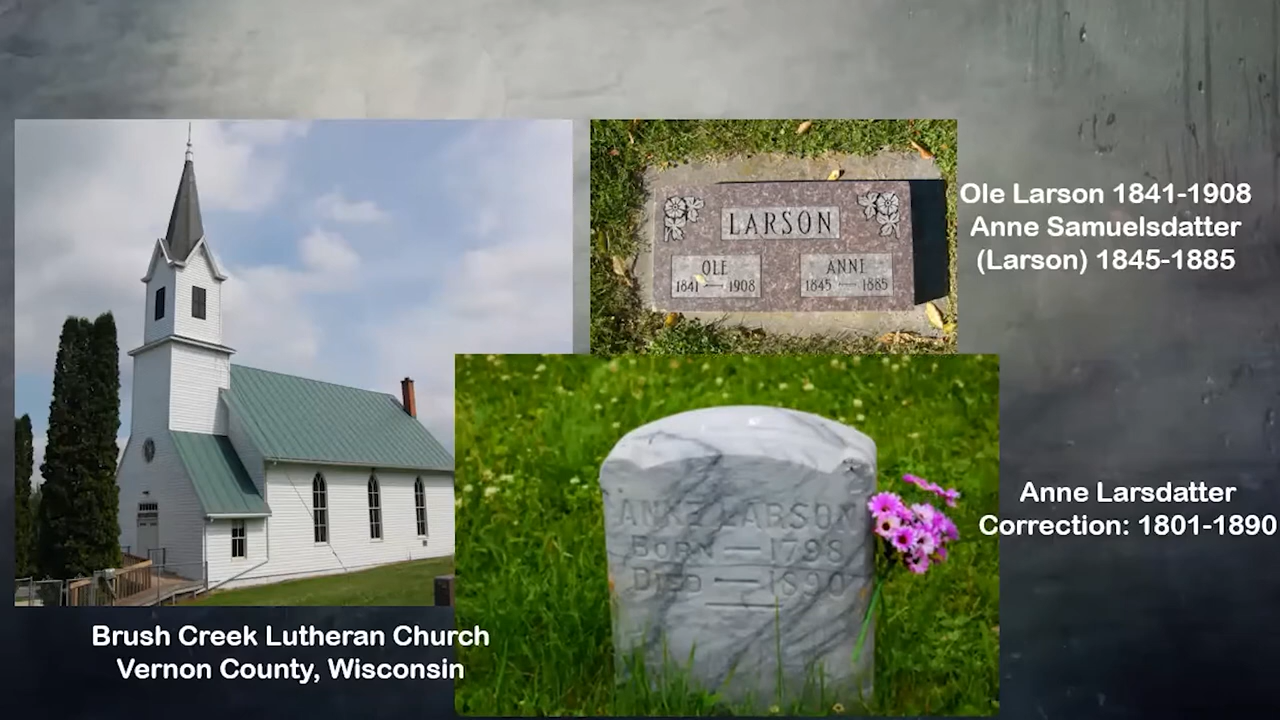 LARSON
OLE
1841 — 1908
ANNE
1845 — 1885
Ole Larson 1841-1908
Anne Samuelsdatter
(Larson) 1845-1885
ANNE LARSON
BORN — 1798
DIED — 1890
Anne Larsdatter
Correction: 1801-1890
Brush Creek Lutheran Church
Vernon County, Wisconsin